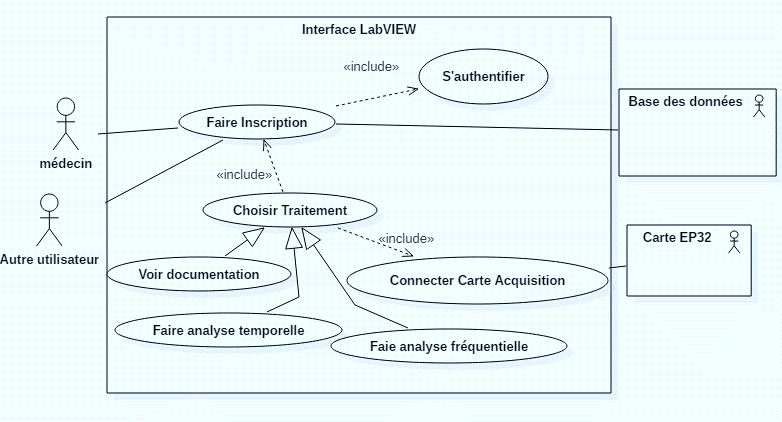 Interface LabVIEW
«include»
S'authentifier
Base des données
Faire Inscription
médecin
«include»
Choisir Traitement
Autre utilisateur
«include»
Carte EP32
Voir documentation
Connecter Carte Acquisition
Faire analyse temporelle
Faie analyse fréquentielle